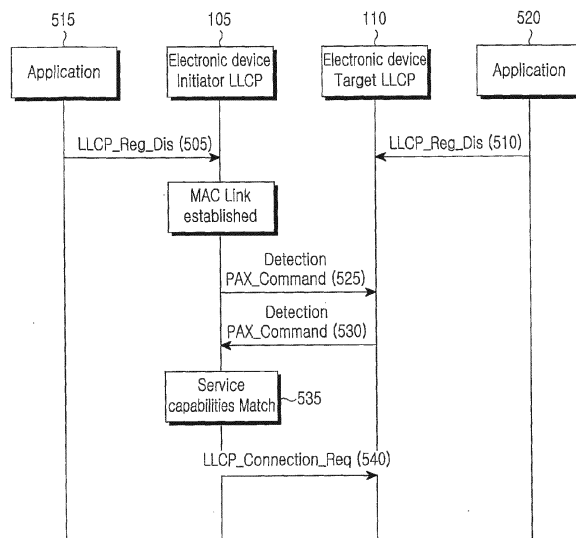 515
105
110
520
Application
Electronic device
Initiator LLCP
Electronic device
Target LLCP
Application
LLCP_Reg_Dis (505)
LLCP_Reg_Dis (510)
MAC Link
established
Detection
PAX_Command (525)
Detection
PAX_Command (530)
Service
capabilities Match
535
LLCP_Connection_Req (540)